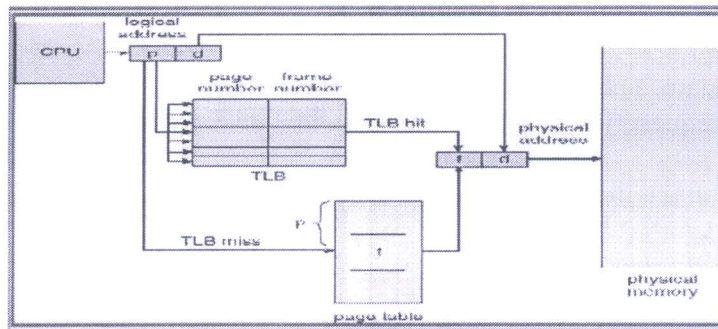 logical
address
CPU
p d
page
number
frame
number
TLB hit
physical
address
f d
TLB
p
TLB miss
f
physical
memory
page table